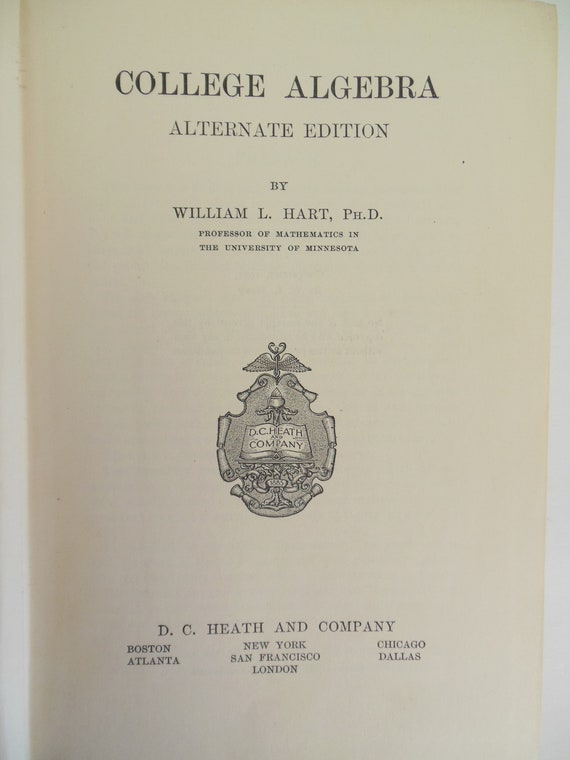 COLLEGE ALGEBRA
ALTERNATE EDITION
BY
WILLIAM L. HART, Ph.D.
PROFESSOR OF MATHEMATICS IN
THE UNIVERSITY OF MINNESOTA
D.C. HEATH
AND
COMPANY
D. C. HEATH AND COMPANY
BOSTON NEW YORK CHICAGO
ATLANTA SAN FRANCISCO DALLAS
LONDON